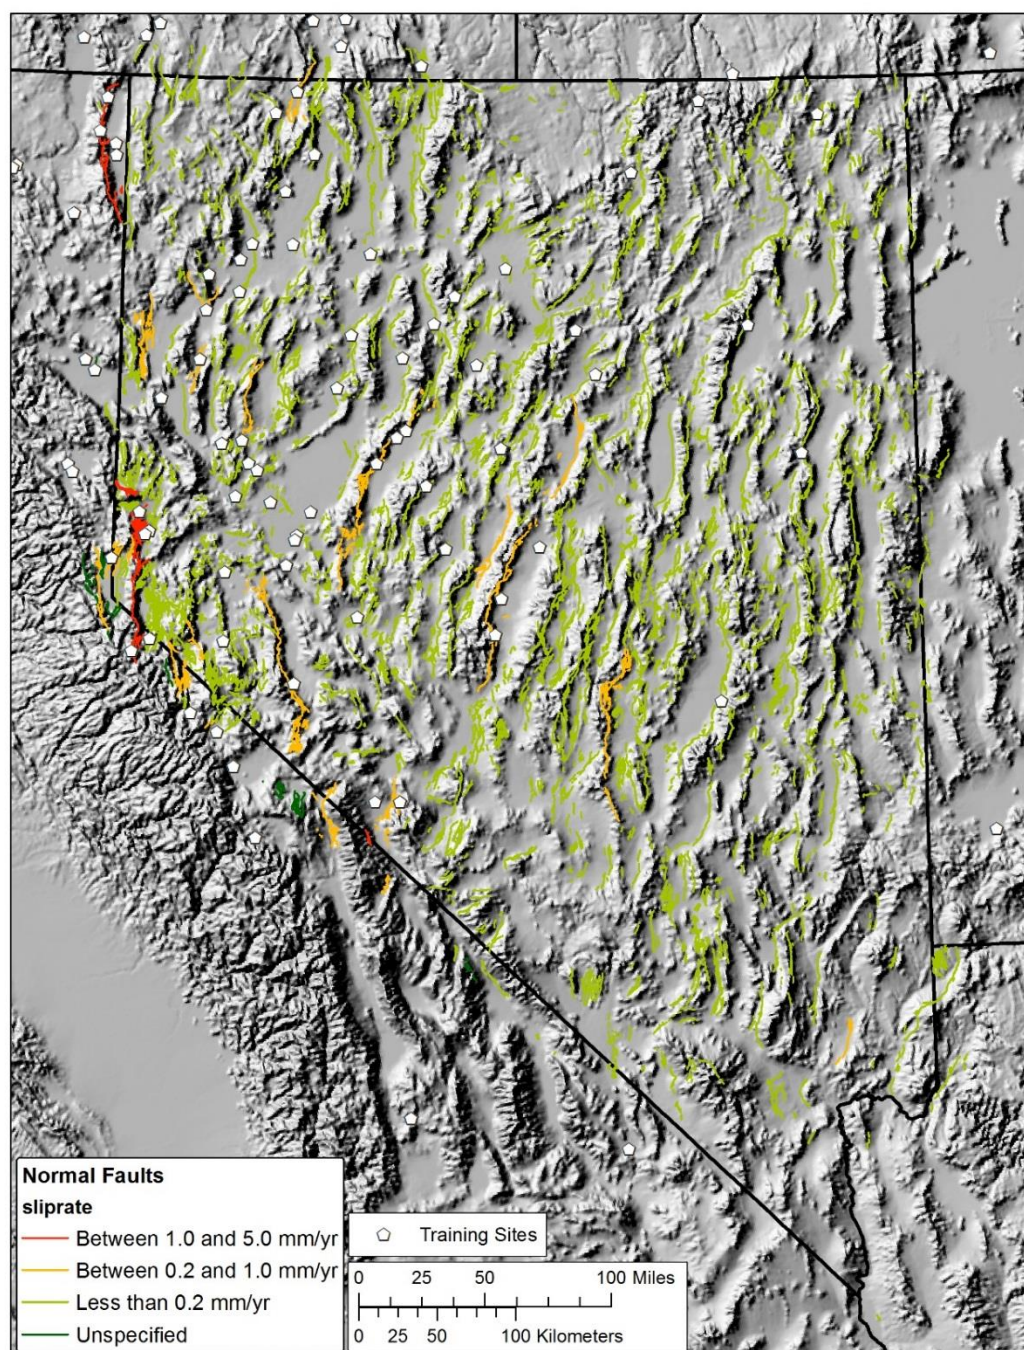 Normal Faults
sliprate
Between 1.0 and 5.0 mm/yr
Between 0.2 and 1.0 mm/yr
Less than 0.2 mm/yr
Unspecified
Training Sites
0 25 50 100 Miles
0 25 50 100 Kilometers